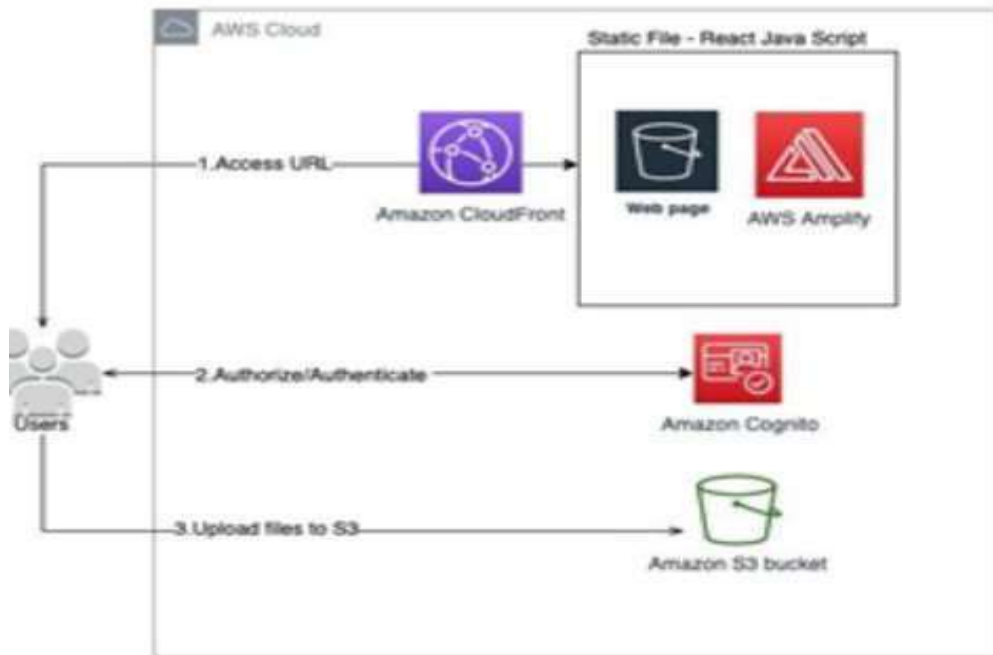 AWS Cloud
Static File - React Java Script
1.Access URL
Amazon CloudFront
Web page
AWS Amplify
2.Authorize/Authenticate
Users
Amazon Cognito
3.Upload files to S3
Amazon S3 bucket